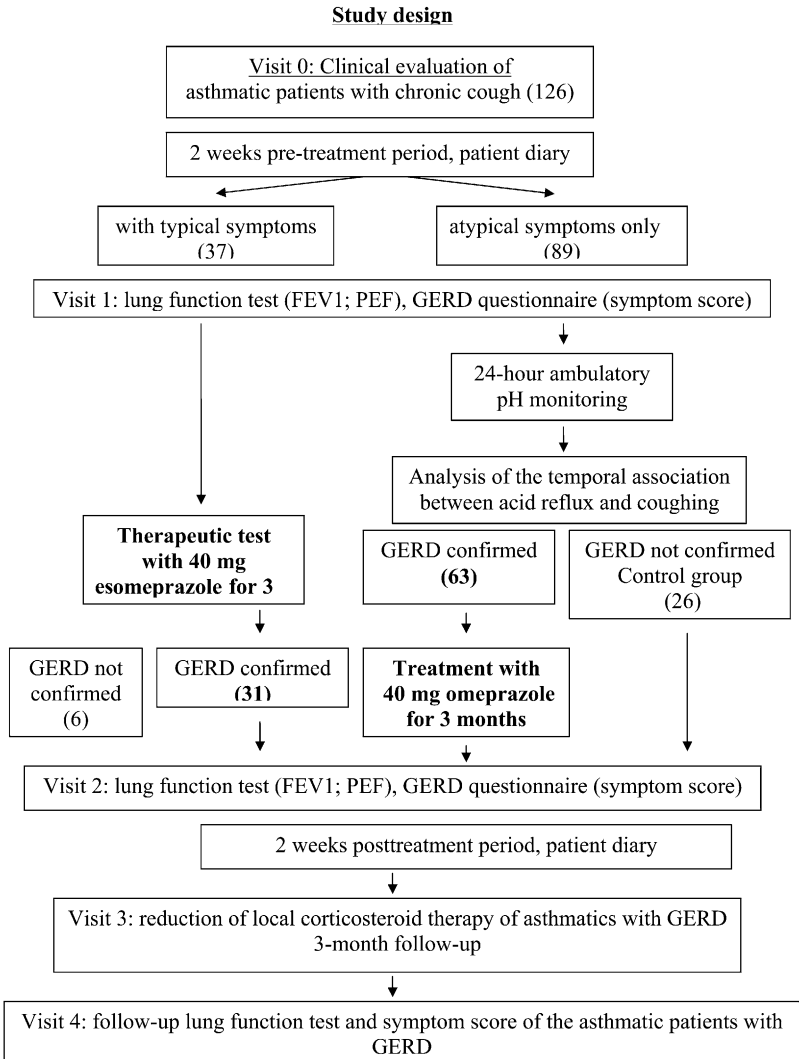 Study design
Visit 0: Clinical evaluation of
asthmatic patients with chronic cough (126)
2 weeks pre-treatment period, patient diary
with typical symptoms
(37)
atypical symptoms only
(89)
Visit 1: lung function test (FEV1; PEF), GERD questionnaire (symptom score)
24-hour ambulatory
pH monitoring
Analysis of the temporal association
between acid reflux and coughing
Therapeutic test
with 40 mg
esomeprazole for 3
GERD confirmed
(63)
GERD not confirmed
Control group
(26)
GERD not
confirmed
(6)
GERD confirmed
(31)
Treatment with
40 mg omeprazole
for 3 months
Visit 2: lung function test (FEV1; PEF), GERD questionnaire (symptom score)
2 weeks posttreatment period, patient diary
Visit 3: reduction of local corticosteroid therapy of asthmatics with GERD
3-month follow-up
Visit 4: follow-up lung function test and symptom score of the asthmatic patients with
GERD